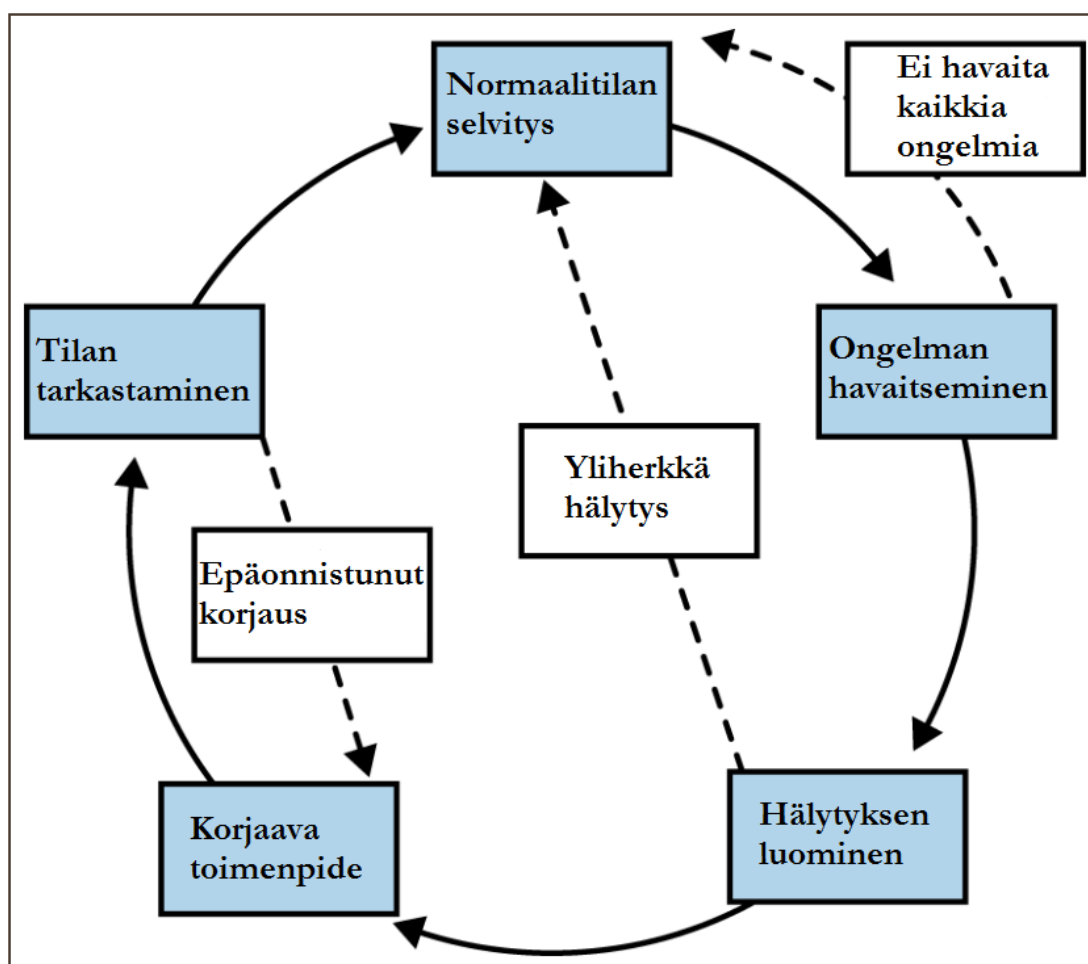 Normaalitilan
selvitys
Ei havaita
kaikkia
ongelmia
Tilan
tarkastaminen
Ongelman
havaitseminen
Yliherkkä
hälytys
Epäonnistunut
korjaus
Korjaava
toimenpide
Hälytyksen
luominen